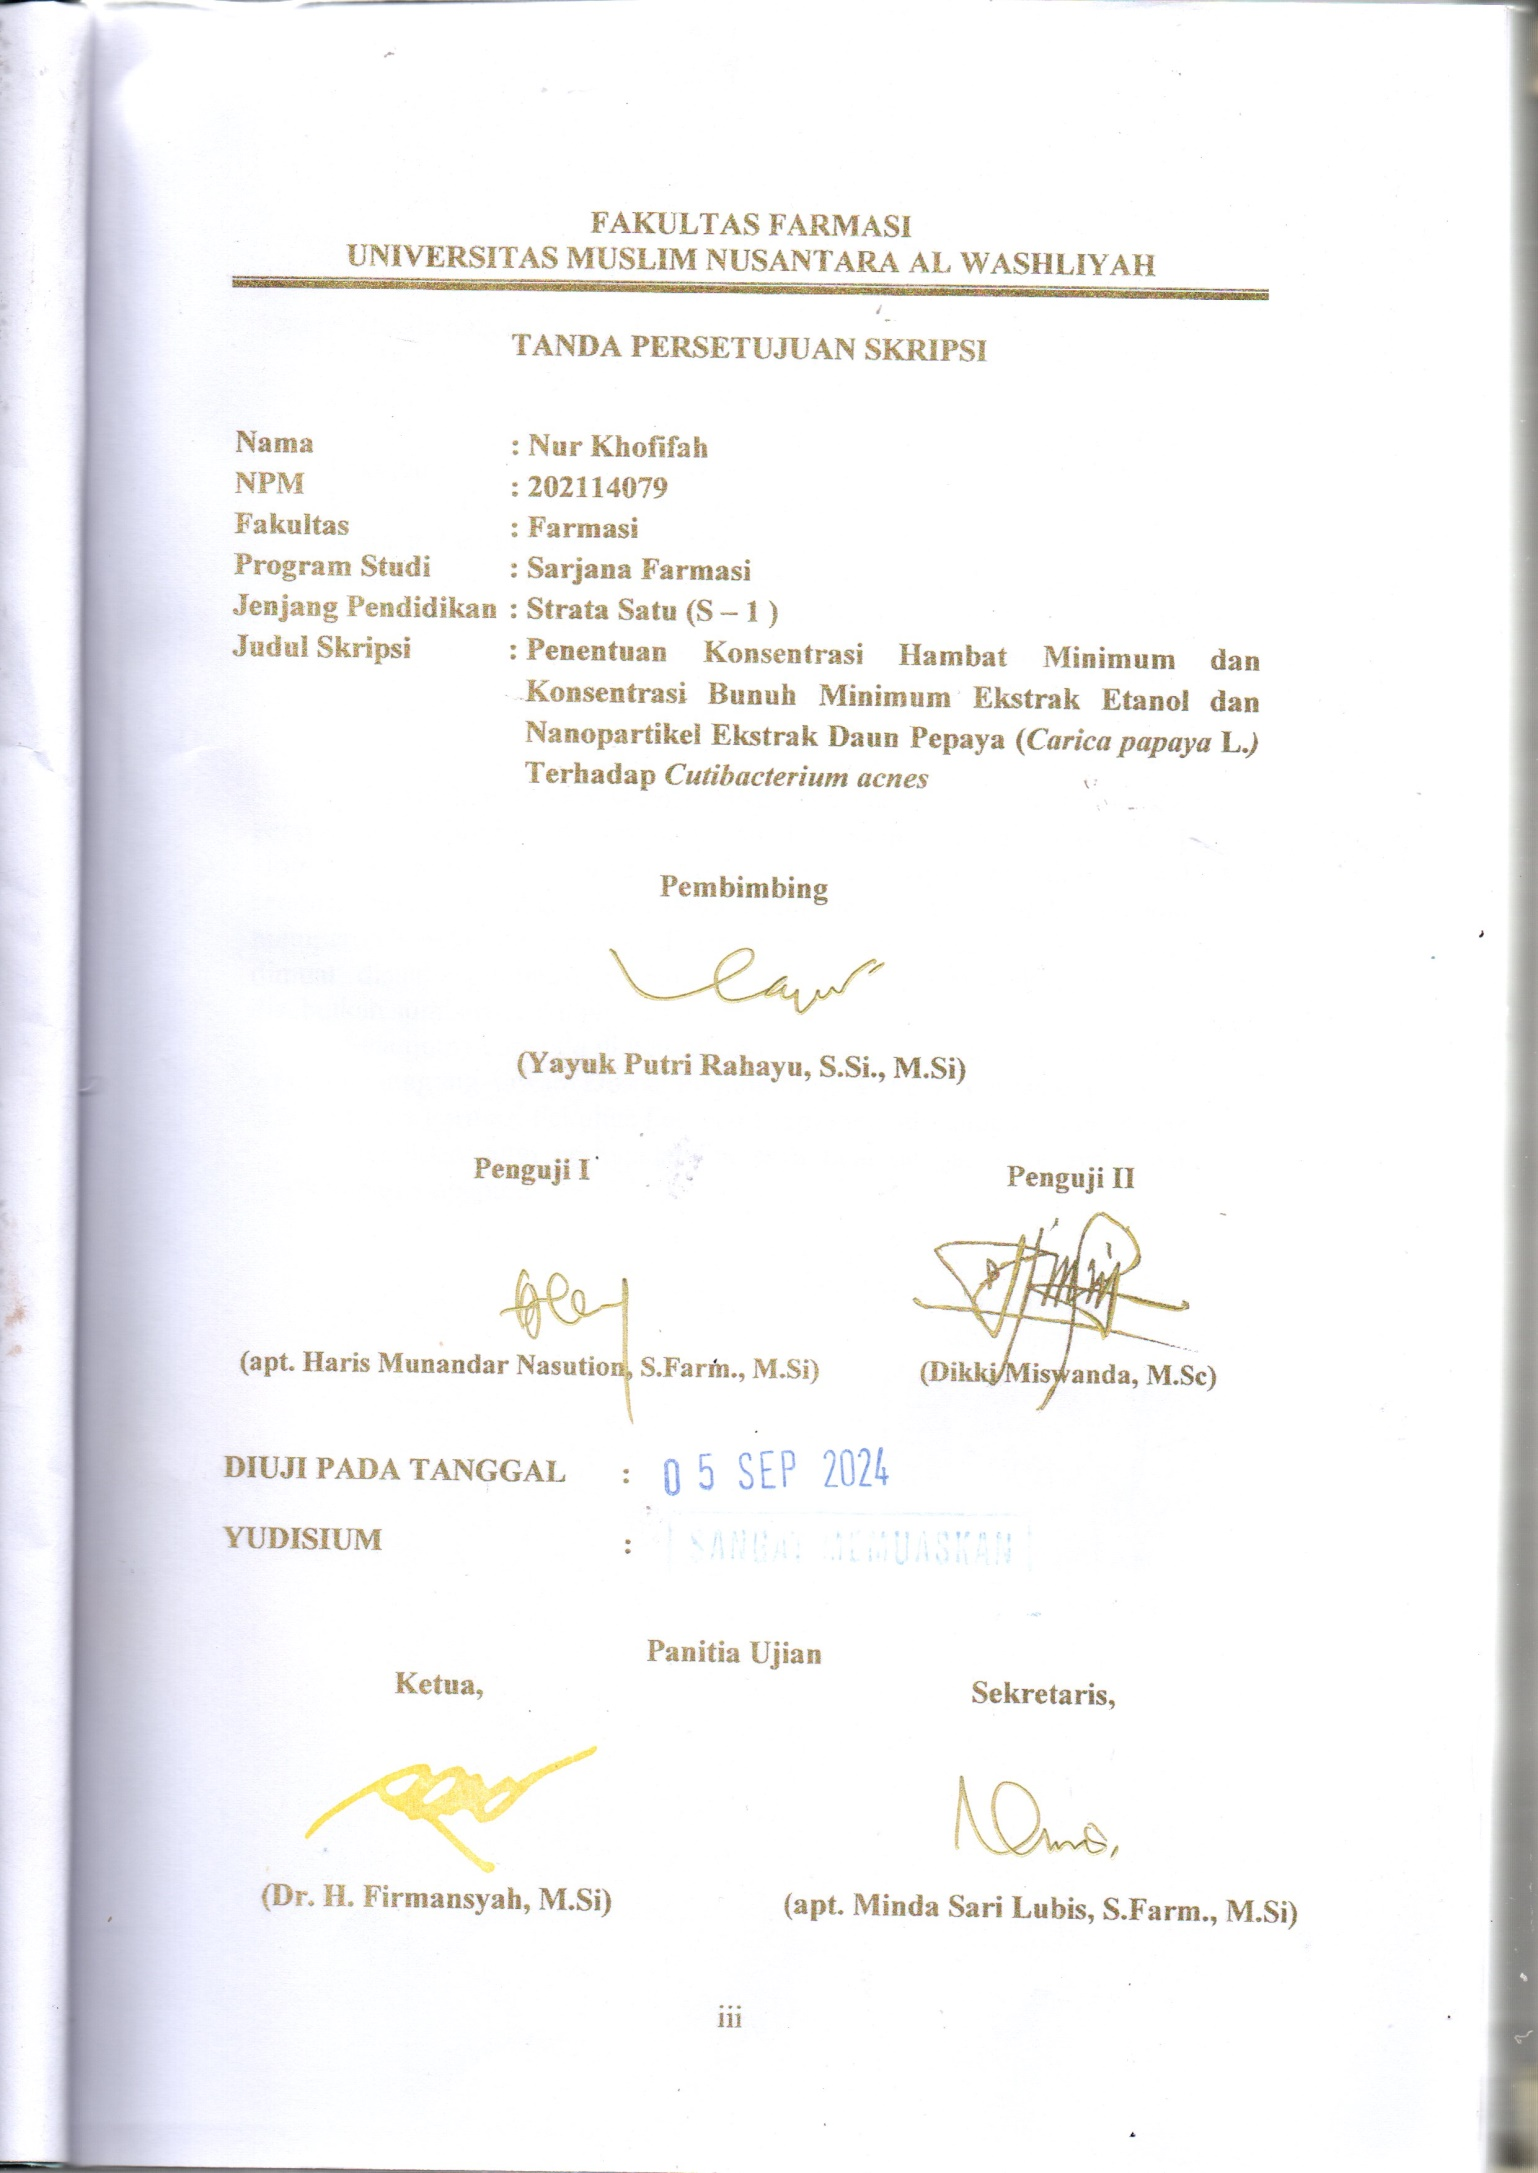 FAKULTAS FARMASI
UNIVERSITAS MUSLIM NUSANTARA AL WASHLIYAH
TANDA PERSETUJUAN SKRIPSI
Nama : Nur Khofifah
NPM : 202114079
Fakultas : Farmasi
Program Studi : Sarjana Farmasi
Jenjang Pendidikan : Strata Satu (S – 1 )
Judul Skripsi : Penentuan Konsentrasi Hambat Minimum dan
Konsentrasi Bunuh Minimum Ekstrak Etanol dan
Nanopartikel Ekstrak Daun Pepaya (Carica papaya L.)
Terhadap Cutibacterium acnes
Pembimbing
(Yayuk Putri Rahayu, S.Si., M.Si)
Penguji I Penguji II
(apt. Haris Munandar Nasution, S.Farm., M.Si) (Dikki Miswanda, M.Sc)
DIUJI PADA TANGGAL : 05 SEP 2024
YUDISIUM : SANGAT MEMUASKAN
Panitia Ujian
Ketua, Sekretaris,
(Dr. H. Firmansyah, M.Si) (apt. Minda Sari Lubis, S.Farm., M.Si)
iii